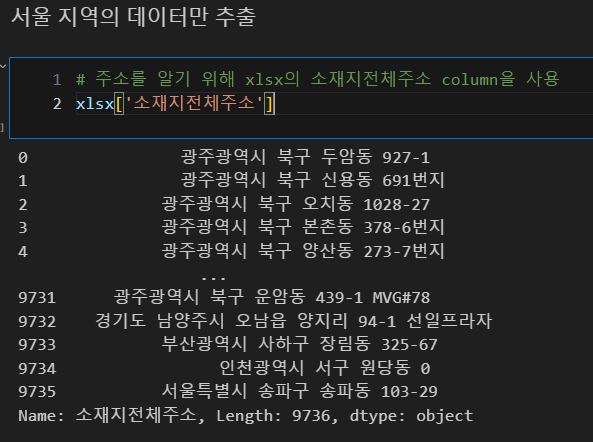 서울 지역의 데이터만 추출
1 # 주소를 알기 위해 xlsx의 소재지전체주소 column을 사용
2 xlsx['소재지전체주소']
0 광주광역시 북구 두암동 927-1
1 광주광역시 북구 신용동 691번지
2 광주광역시 북구 오치동 1028-27
3 광주광역시 북구 본촌동 378-6번지
4 광주광역시 북구 양산동 273-7번지
...
9731 광주광역시 북구 운암동 439-1 MVG#78
9732 경기도 남양주시 오남읍 양지리 94-1 선일프라자
9733 부산광역시 사하구 장림동 325-67
9734 인천광역시 서구 원당동 0
9735 서울특별시 송파구 송파동 103-29
Name: 소재지전체주소, Length: 9736, dtype: object